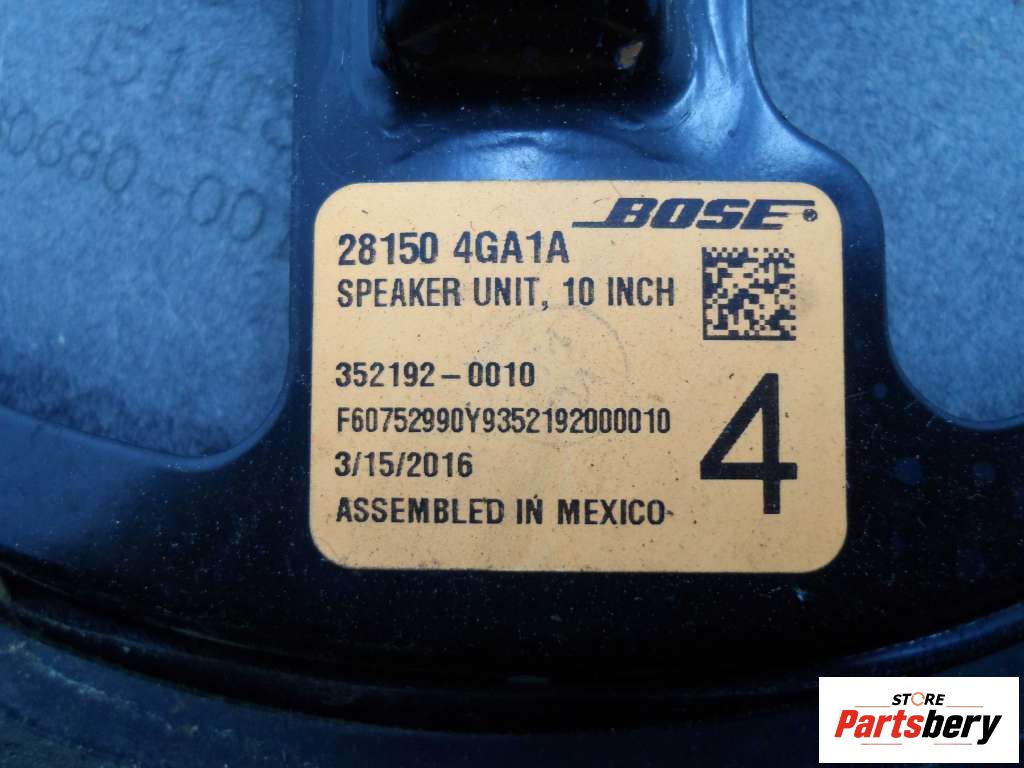 BOSE®
28150 4GA1A
SPEAKER UNIT, 10 INCH
352192-0010
F60752990Y9352192000010
3/15/2016
ASSEMBLED IN MEXICO
4
STORE
Partsbery